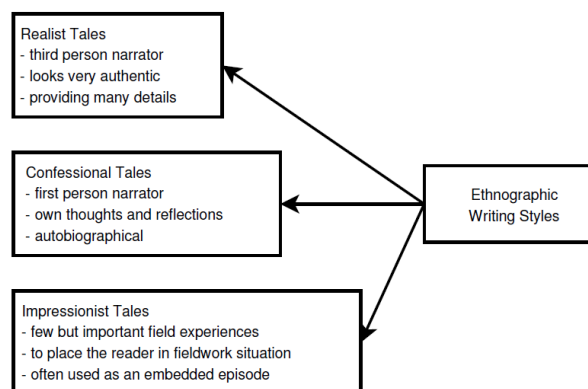 Realist Tales
- third person narrator
- looks very authentic
- providing many details
Confessional Tales
- first person narrator
- own thoughts and reflections
- autobiographical
Ethnographic
Writing Styles
Impressionist Tales
- few but important field experiences
- to place the reader in fieldwork situation
- often used as an embedded episode